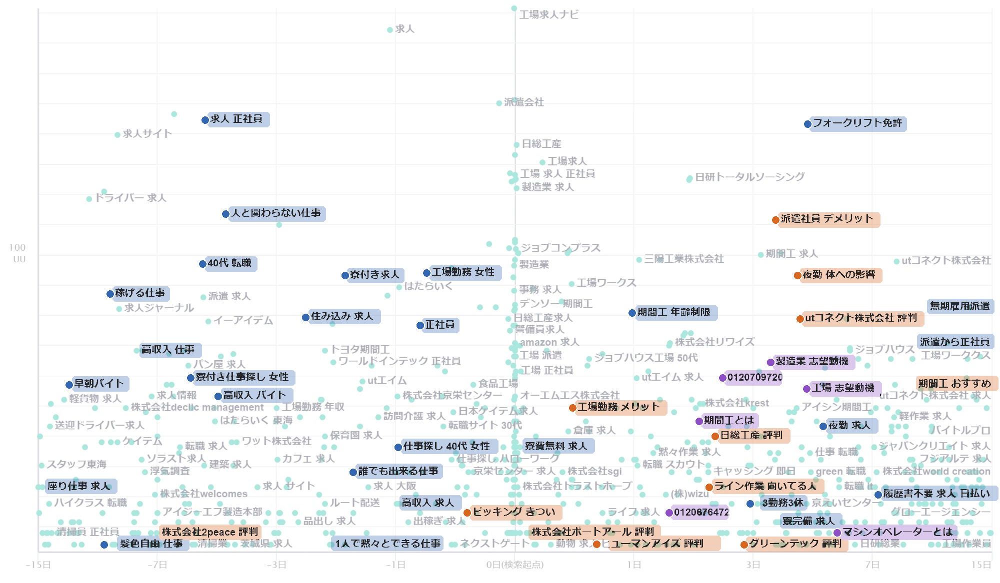 工場求人ナビ
求人
派遣会社
求人 正社員
フォークリフト免許
求人サイト
日総工産
工場求人
工場 求人 正社員
日研トータルソーシング
製造業 求人
ドライバー 求人
人と関わらない仕事
派遣社員 デメリット
100
UU
ジョブコンプラス
期間工 求人
三陽工業株式会社
utコネクト株式会社
40代 転職
製造業
寮付き求人
工場勤務 女性
夜勤 体への影響
はたらいく
工場ワークス
事務 求人
稼げる仕事
派遣 求人
デンソー 期間工
求人ジャーナル
無期雇用派遣
期間工 年齢制限
住み込み 求人
日総工産求人
utコネクト株式会社 評判
イーアイデム
正社員
警備員求人
amazon 求人
株式会社リワイズ
派遣から正社員
高収入 仕事
トヨタ期間工
ジョブハウス
工場 派遣
ジョブハウス工場 50代
工場ワーククス
パン屋 求人
ワールドインテック 正社員
製造業 志望動機
工場 正社員
寮付き仕事探し 女性
utエイム 求人
0120709720
早朝バイト
utエイム
食品工場
工場 志望動機
期間工 おすすめ
軽貨物 求人
求人情報
高収入 バイト
株式会社京栄センター
オーエムエス株式会社
utコネクト株式会社 求人
株式会社declic management
工場勤務 年収
工場勤務 メリット
株式会社krest
アイシン期間工
訪問介護 求人
日本ケイテム求人
軽作業 求人
送迎ドライバー求人
はたらいく 東海
転職サイト 30代
期間工とは
夜勤 求人
倉庫 求人
バイトルプロ
保育園 求人
日総工産 評判
ケイテム
転職 求人
ワット株式会社
仕事探し 40代 女性
寮費無料 求人
ジャパンクリエイト 求人
黙々作業 求人
仕事 転職
ソラスト求人
カフェ 求人
仕事探し ハローワーク
フジアルテ 求人
スタッフ東海
建築 求人
転職 スカウト
浮気調査
誰でも出来る仕事
京栄センター 求人
株式会社sgi
キャッシング 即日
green 転職
株式会社world creation
座り仕事 求人
求人 サイト
求人 大阪
株式会社トラストホープ
ライン作業 向いてる人
転職 it
株式会社welcomes
(株)wizu
履歴書不要 求人 日払い
ハイクラス 転職
ルート配送
高収入 求人
3勤務3休
京えいセンター
アイジーエフ製造本部
ピッキング きつい
ライフ 求人
0120676472
グローエージェンシー
品出し 求人
出稼ぎ 求人
寮完備 求人
清掃員 正社員
株式会社2peace 評判
株式会社ボートアール 評判
マシンオペレーターとは
髪色自由 仕事
清掃業
茨城県 求人
1人で黙々とできる仕事
ネクストゲート
動物 求人
ヒューマンアイズ 評判
グリーンテック 評判
日研総業
工場作業員
-15日
-7日
-3日
-1日
0日(検索起点)
1日
3日
7日
15日